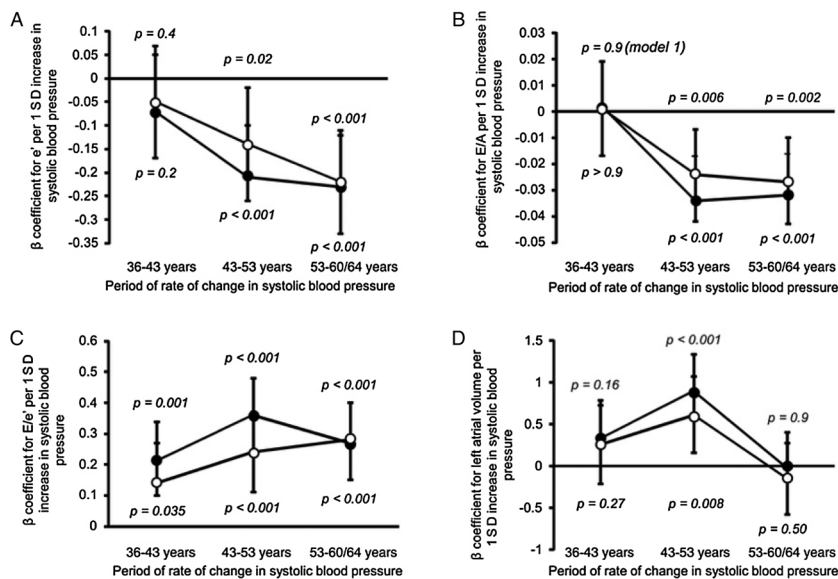 A
β coefficient for e' per 1 SD increase in
systolic blood pressure
0.1
0.05
0
-0.05
-0.1
-0.15
-0.2
-0.25
-0.3
-0.35
p = 0.4
p = 0.02
p < 0.001
p = 0.2
p < 0.001
p < 0.001
36-43 years
43-53 years
53-60/64 years
Period of rate of change in systolic blood pressure
B
β coefficient for E/A per 1 SD increase in
systolic blood pressure
0.03
0.02
0.01
0
-0.01
-0.02
-0.03
-0.04
-0.05
p = 0.9 (model 1)
p = 0.006
p = 0.002
p > 0.9
p < 0.001
p < 0.001
36-43 years
43-53 years
53-60/64 years
Period of rate of change in systolic blood pressure
C
β coefficient for E/e' per 1 SD
increase in systolic blood
pressure
0.6
0.5
0.4
0.3
0.2
0.1
0
p = 0.001
p < 0.001
p < 0.001
p = 0.035
p < 0.001
p < 0.001
36-43 years
43-53 years
53-60/64 years
Period of rate of change in systolic blood pressure
D
β coefficient for left atrial volume per
1 SD increase in systolic blood
pressure
1.5
1
0.5
0
-0.5
-1
p = 0.16
p < 0.001
p = 0.9
p = 0.27
p = 0.008
p = 0.50
36-43 years
43-53 years
53-60/64 years
Period of rate of change in systolic blood pressure